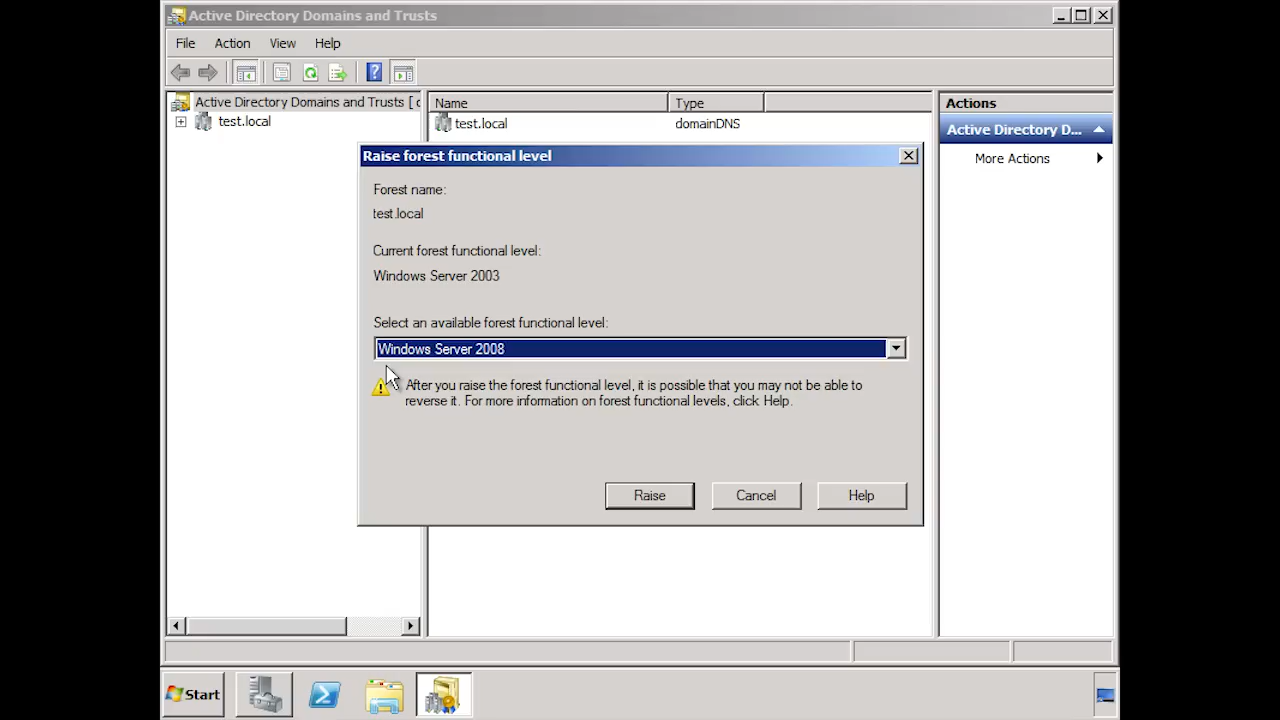 Active Directory Domains and Trusts
File Action View Help
Active Directory Domains and Trusts [
test.local
Name Type
test.local domainDNS
Actions
Active Directory D...
More Actions
Raise forest functional level
Forest name:
test.local
Current forest functional level:
Windows Server 2003
Select an available forest functional level:
Windows Server 2008
After you raise the forest functional level, it is possible that you may not be able to
reverse it. For more information on forest functional levels, click Help.
Raise Cancel Help
Start